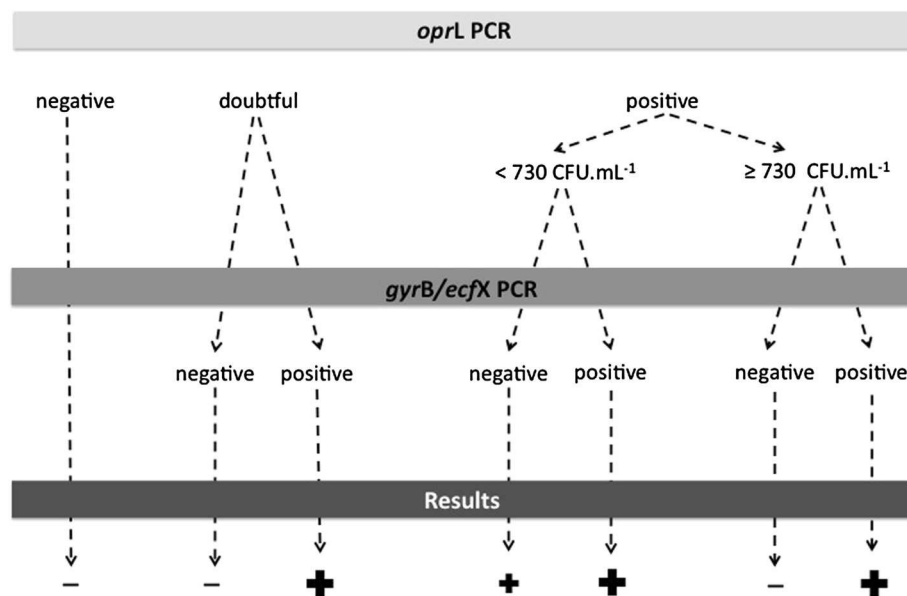 oprL PCR
negative doubtful positive
< 730 CFU.mL⁻¹ ≥ 730 CFU.mL⁻¹
gyrB/ecfX PCR
negative positive negative positive negative positive
Results
− − + + + − +